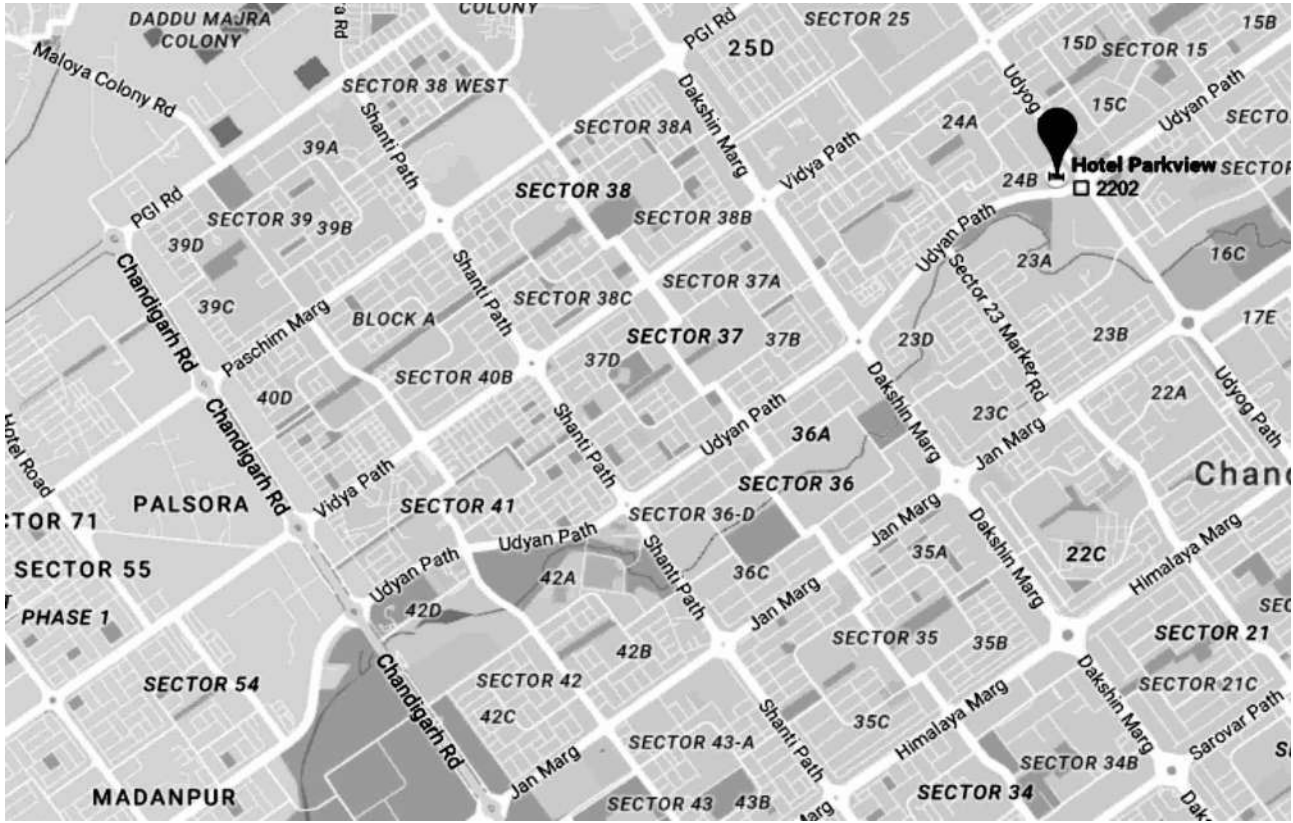 COLONY
SECTOR 25
15B
DADDU MAJRA
COLONY
ra Rd
PGI Rd
25D
15D
SECTOR 15
Maloya Colony Rd
SECTOR 38 WEST
Udyog
15C
Udyan Path
Shanti Path
SECTOR 38A
Dakshin Marg
24A
SECTO
39A
Vidya Path
Hotel Parkview
2202
24B
SECTOR
SECTOR 38
PGI Rd
SECTOR 39
39B
SECTOR 38B
39D
Udyan Path
23A
16C
Chandigarh Rd
Shanti Path
SECTOR 37A
Sector 23 Market Rd
39C
SECTOR 38C
BLOCK A
Paschim Marg
SECTOR 37
37B
23D
23B
17E
37D
SECTOR 40B
40D
Dakshin Marg
22A
Udyog Path
Chandigarh Rd
Shanti Path
Udyan Path
36A
23C
Jan Marg
Hotel Road
Chand
PALSORA
Vidya Path
SECTOR 41
SECTOR 36
SECTOR 36-D
CTOR 71
Udyan Path
Jan Marg
Dakshin Marg
35A
22C
Himalaya Marg
SECTOR 55
Udyan Path
42A
Shanti Path
36C
PHASE 1
42D
Jan Marg
SECTOR 35
35B
SECTOR 21
SEC
42B
Chandigarh Rd
SECTOR 54
SECTOR 42
Dakshin Marg
SECTOR 21C
42C
Shanti Path
35C
Himalaya Marg
Sarovar Path
SECTOR 43-A
SECTOR 34B
MADANPUR
Jan Marg
SECTOR 43
43B
Marg
SECTOR 34
Daks